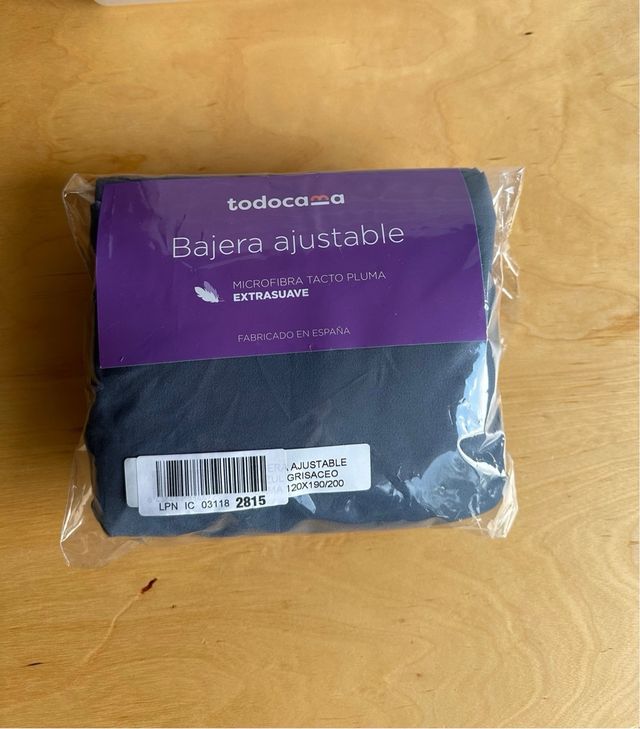 todocama
Bajera ajustable
MICROFIBRA TACTO PLUMA
EXTRASUAVE
FABRICADO EN ESPAÑA
AJUSTABLE
GRISACEO
120X190/200
LPN IC 03118 2815